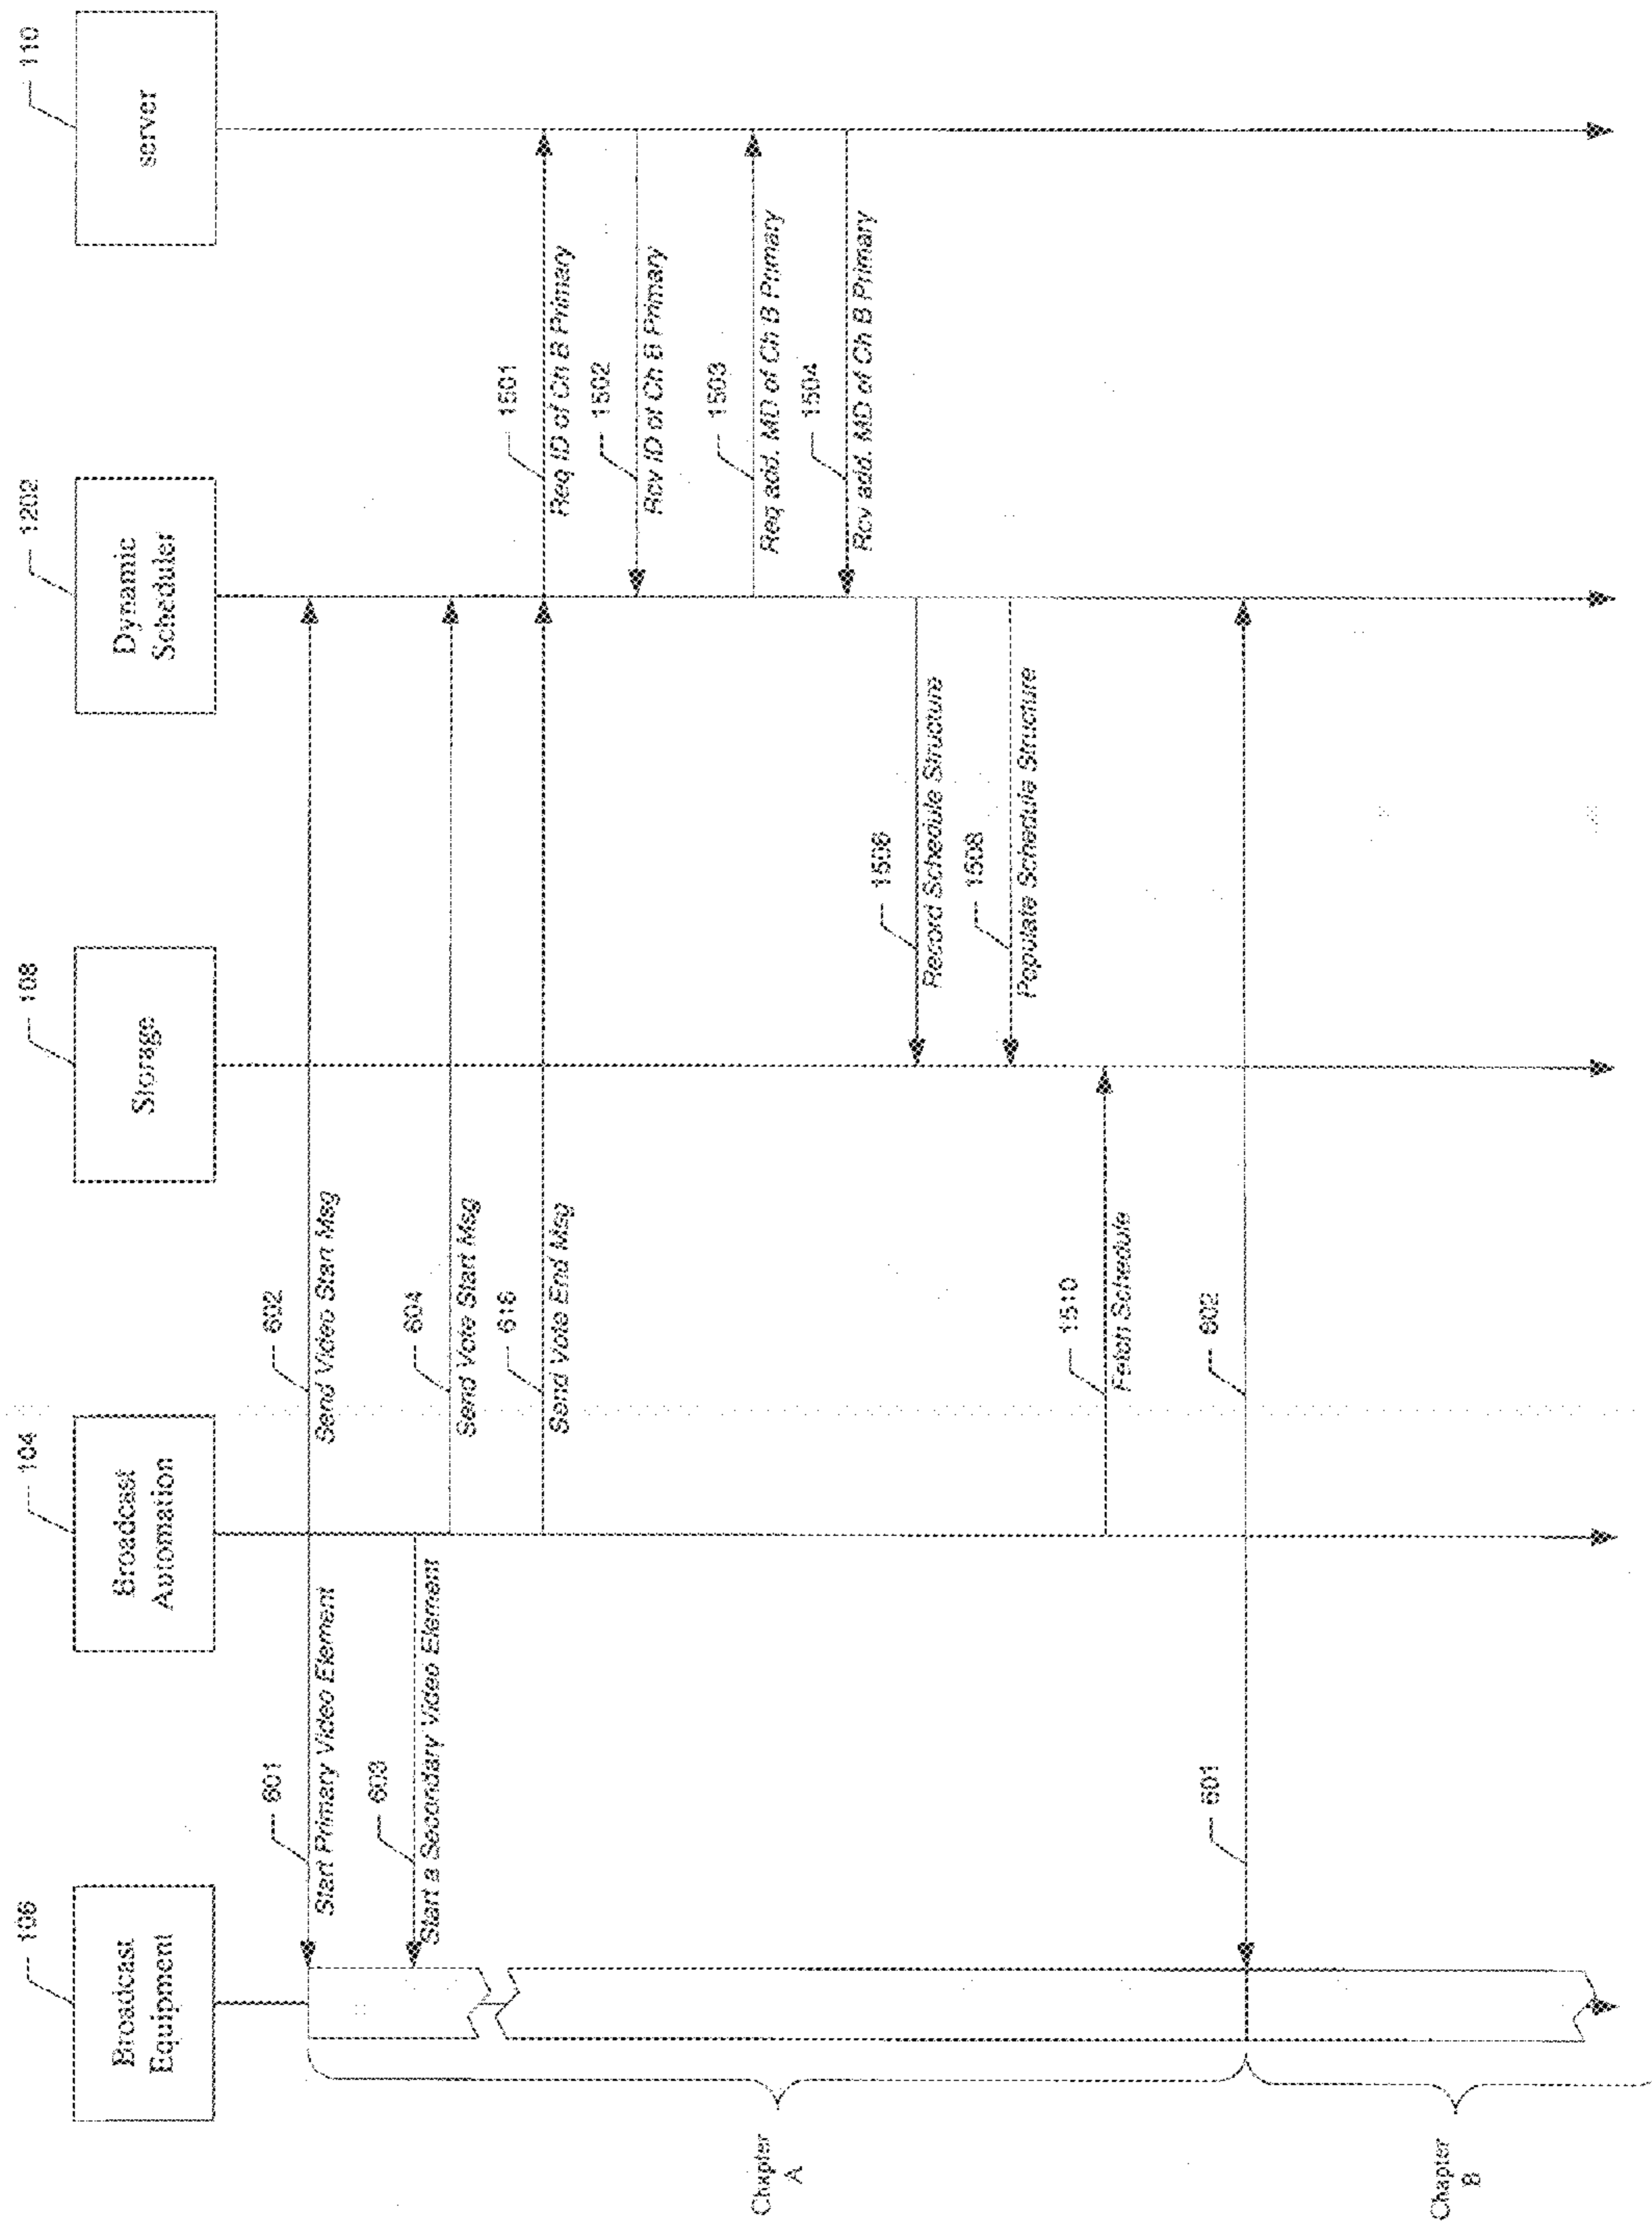 106
Broadcast
Equipment
104
Broadcast
Automation
108
Storage
1202
Dynamic
Scheduler
110
server
601
Start Primary Video Element
602
Send Video Start Msg
603
Start a Secondary Video Element
604
Send Vote Start Msg
616
Send Vote End Msg
1501
Req ID of Ch B Primary
1502
Rcv ID of Ch B Primary
1503
Req add. MD of Ch B Primary
1504
Rcv add. MD of Ch B Primary
1506
Record Schedule Structure
1508
Populate Schedule Structure
1510
Fetch Schedule
601
602
Chapter
A
Chapter
B